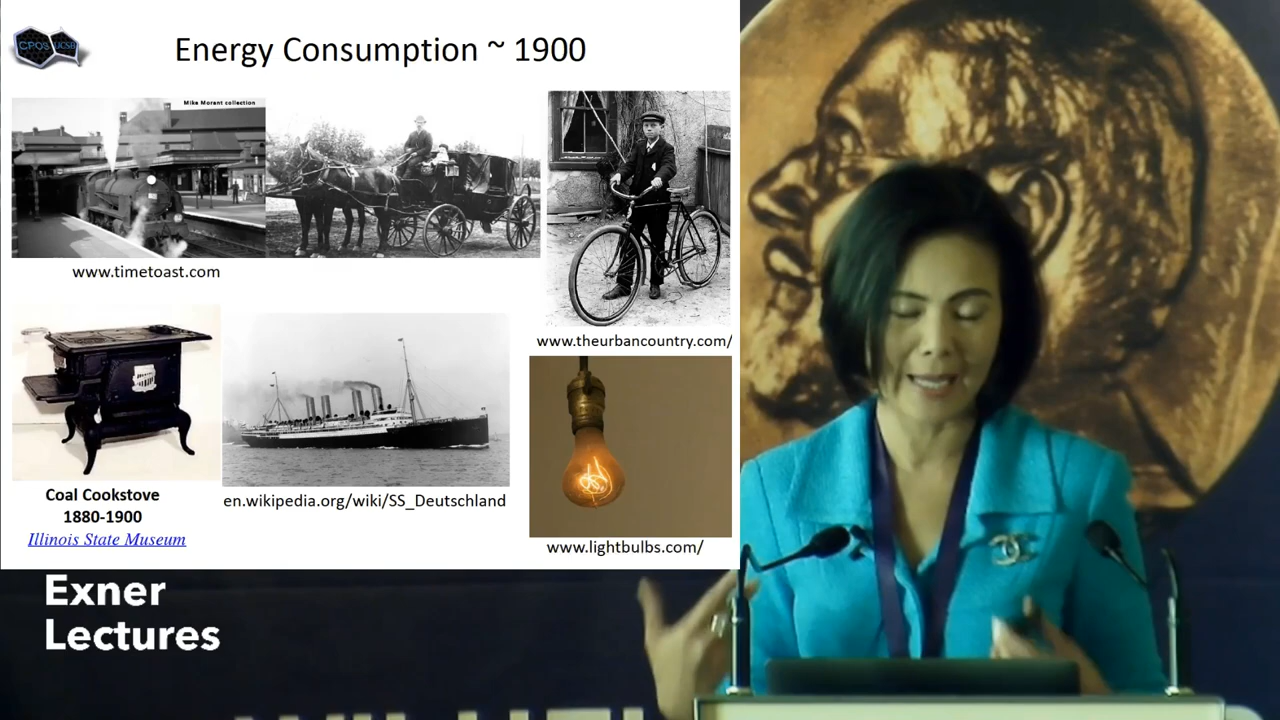 CPOS UCSB
Energy Consumption ~ 1900
Mike Morant collection
www.timetoast.com
www.theurbancountry.com/
Coal Cookstove
1880-1900
Illinois State Museum
en.wikipedia.org/wiki/SS_Deutschland
www.lightbulbs.com/
Exner
Lectures